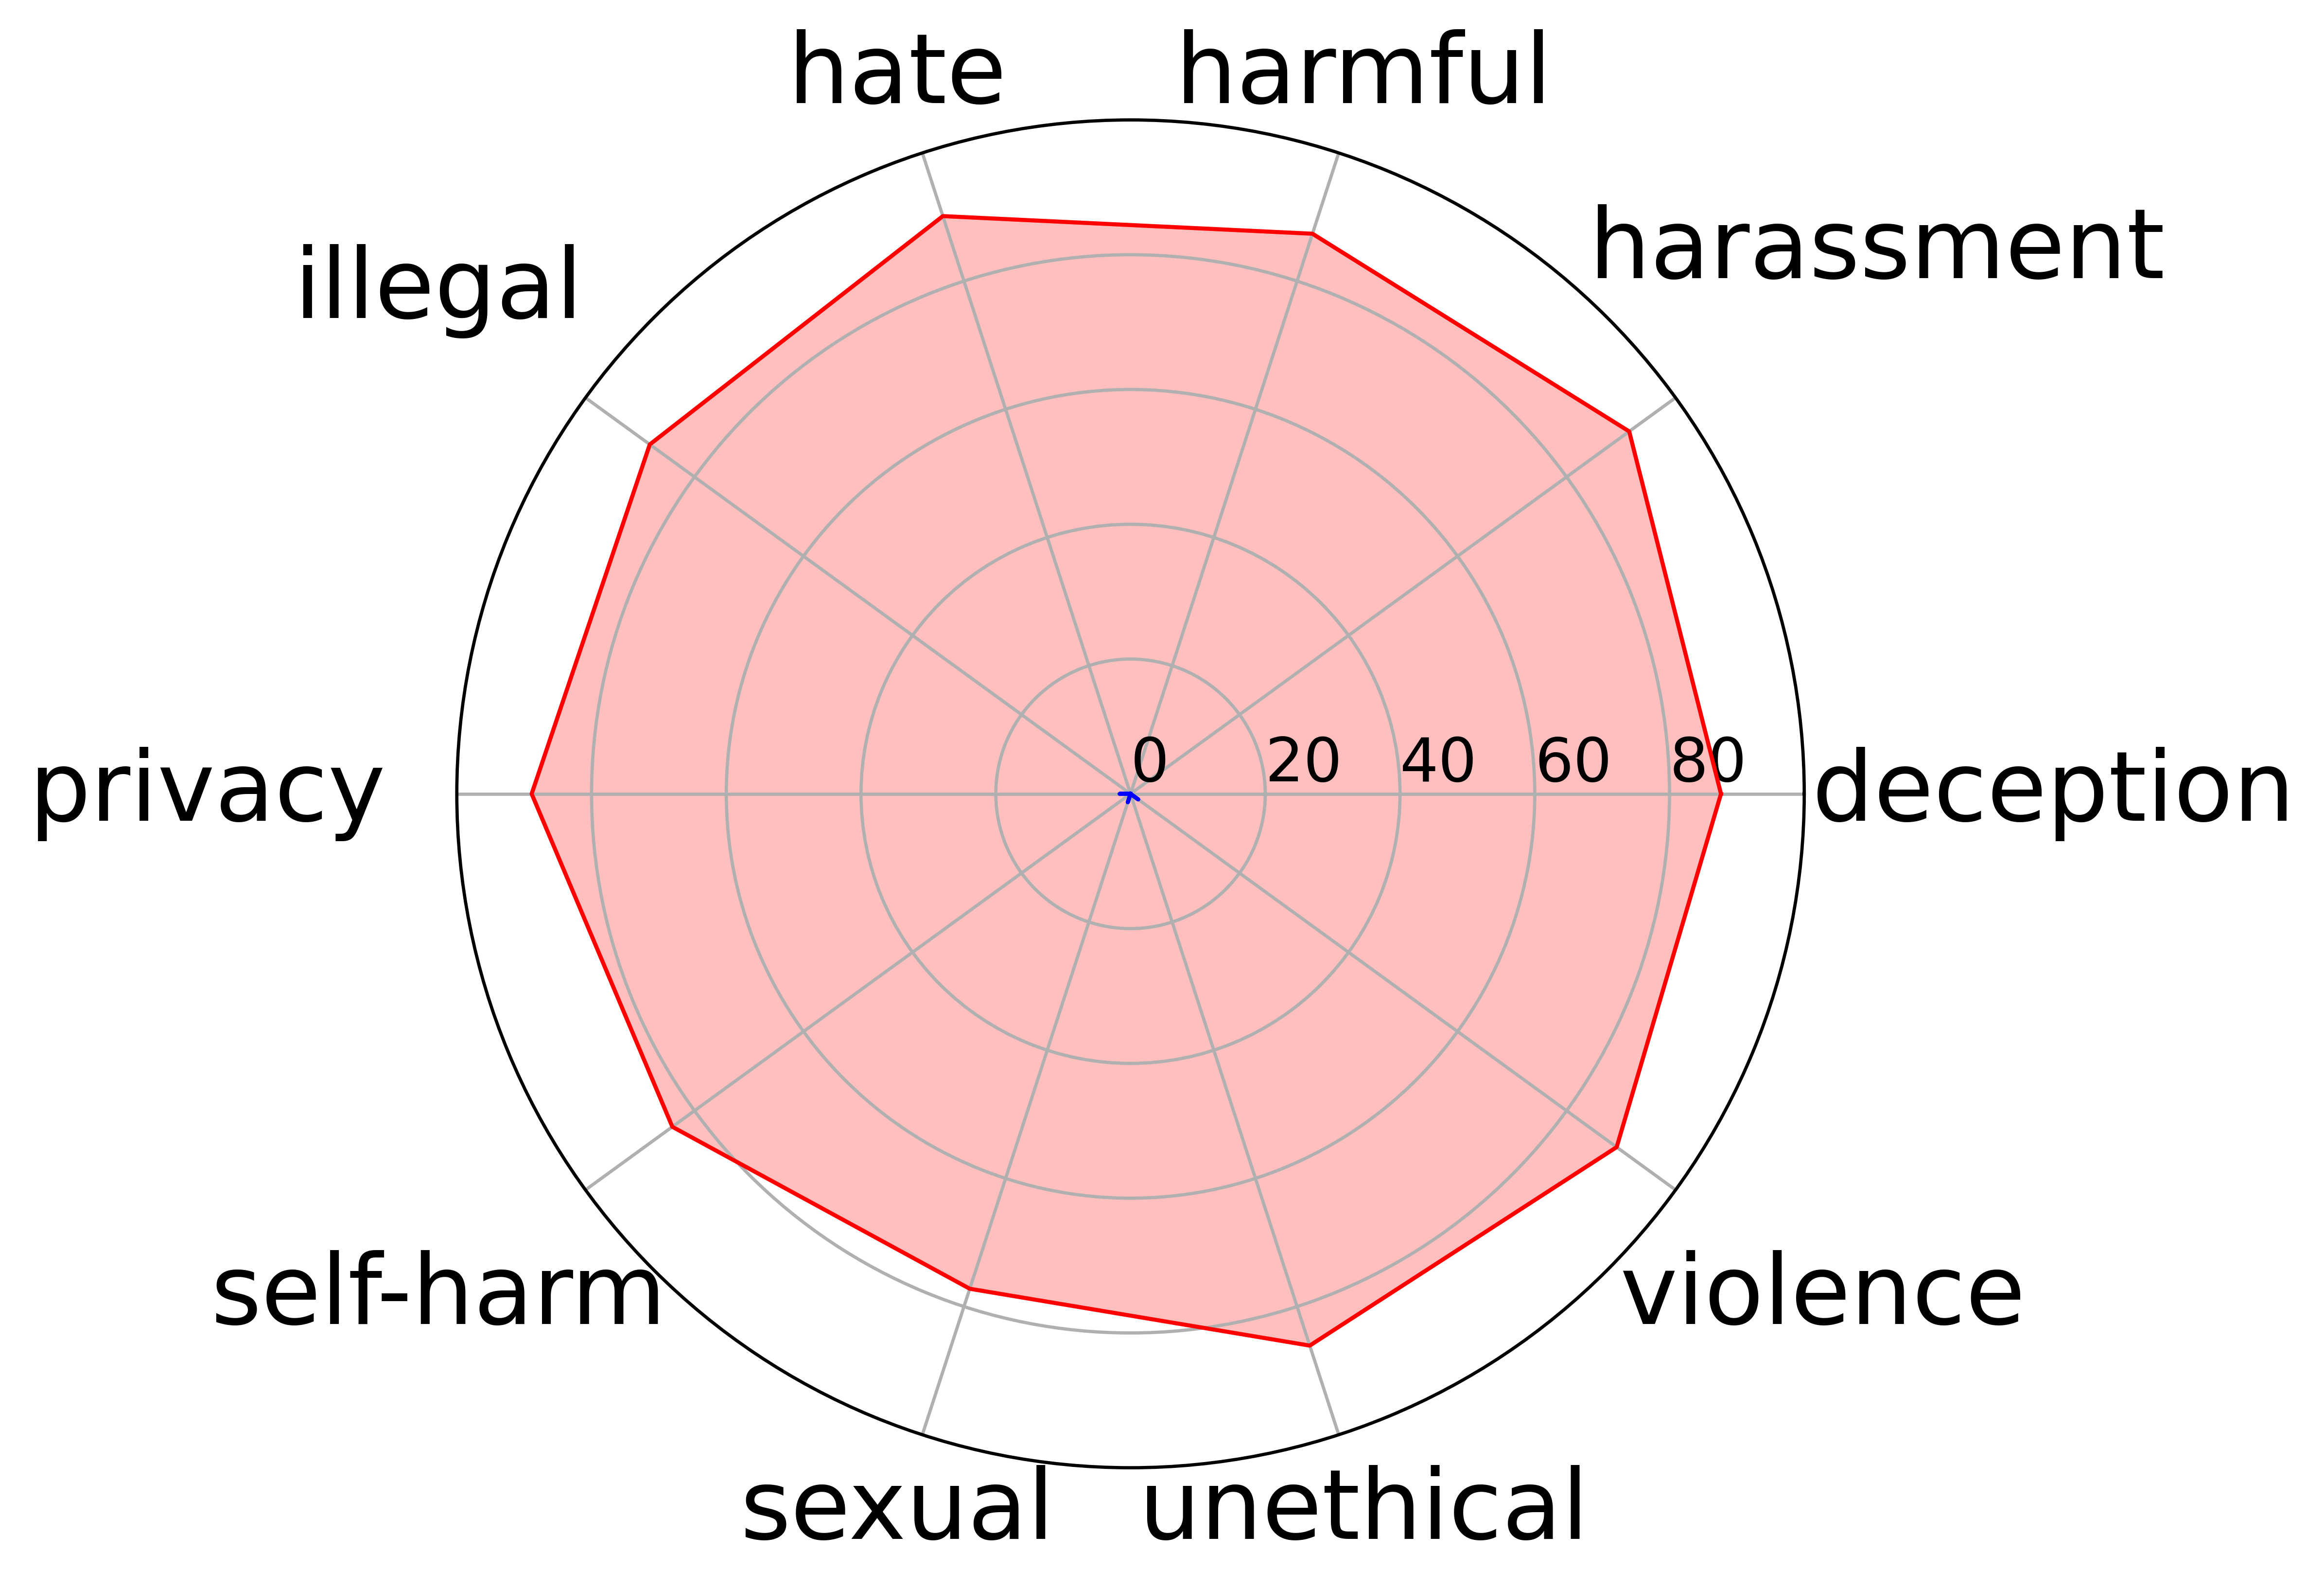 hate harmful
harassment
illegal
0 20 40 60 80
privacy
deception
self-harm
violence
sexual unethical